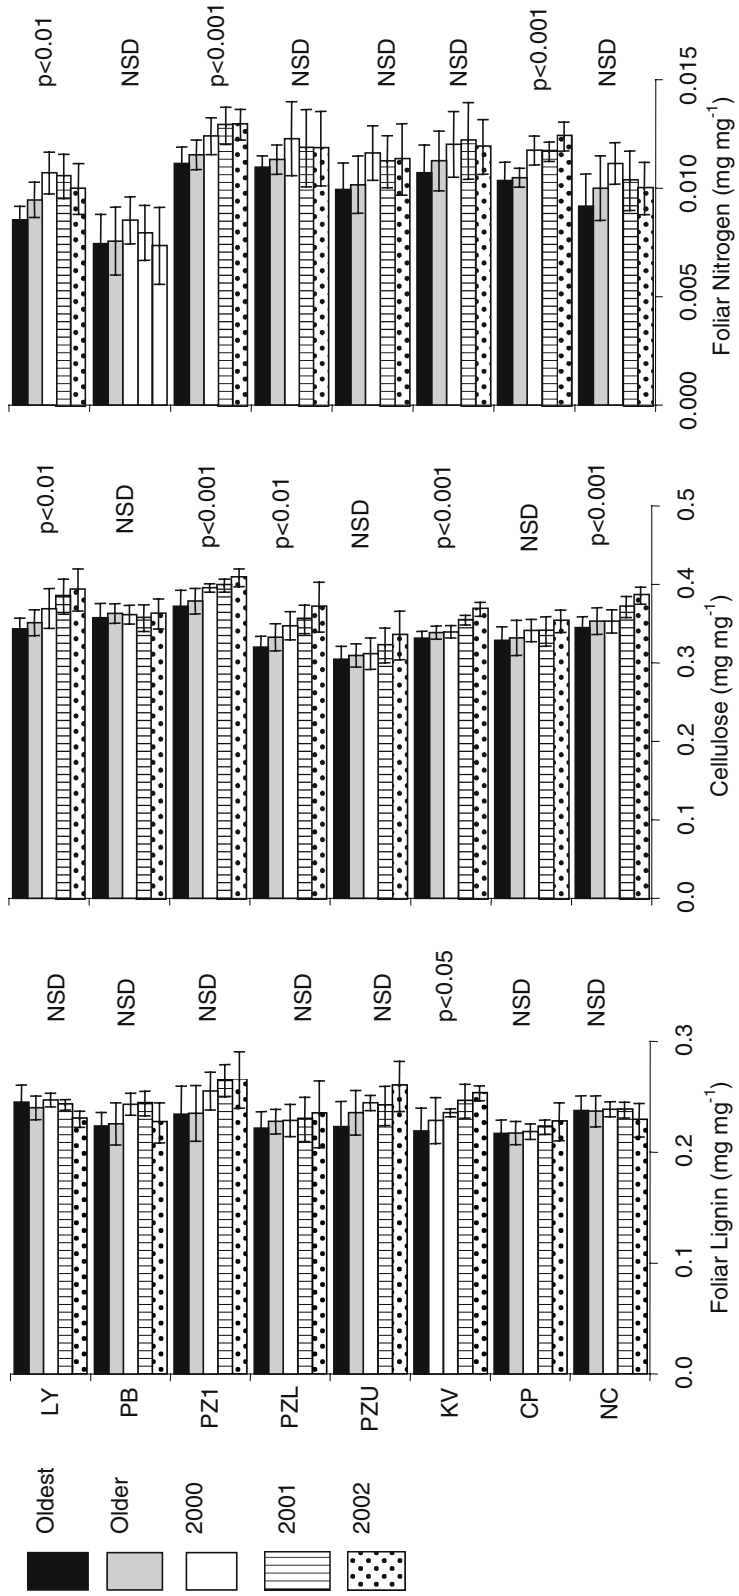 Oldest
Older
2000
2001
2002
LY
PB
PZ1
PZL
PZU
KV
CP
NC
NSD
NSD
NSD
NSD
NSD
p<0.05
NSD
NSD
0.0
0.1
0.2
0.3
Foliar Lignin (mg mg-1)
p<0.01
NSD
p<0.001
p<0.01
NSD
p<0.001
NSD
p<0.001
0.0
0.1
0.2
0.3
0.4
0.5
Cellulose (mg mg-1)
p<0.01
NSD
p<0.001
NSD
NSD
NSD
p<0.001
NSD
0.000
0.005
0.010
0.015
Foliar Nitrogen (mg mg-1)